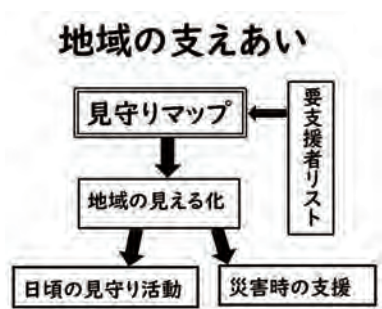 地域の支えあい
見守りマップ
要支援者リスト
地域の見える化
日頃の見守り活動
災害時の支援